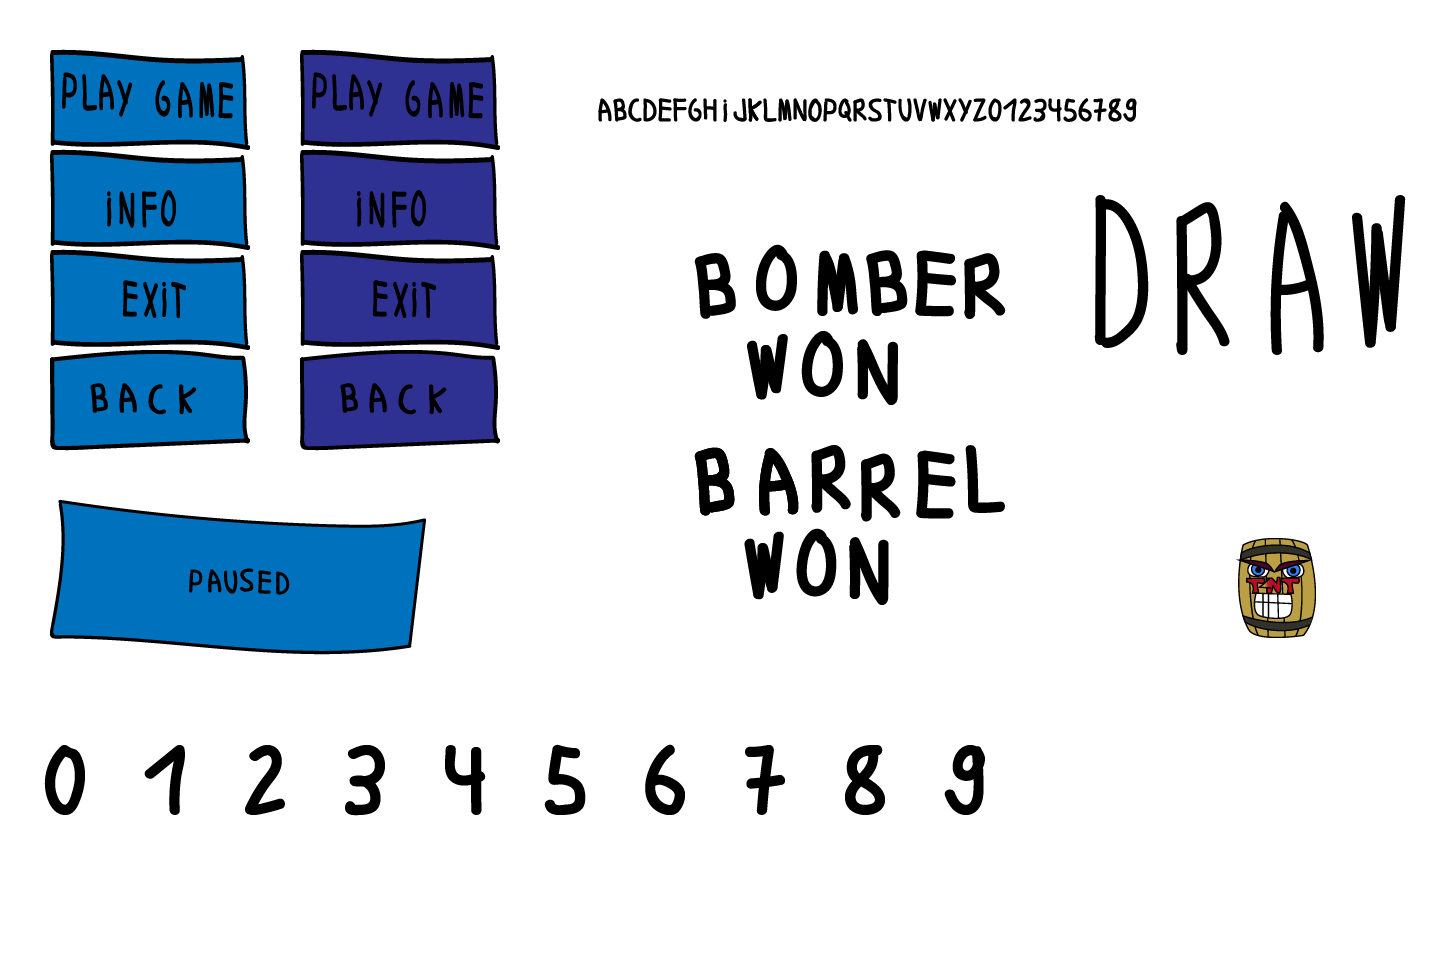 PLAY GAME
iNFO
EXiT
BACK
PLAY GAME
iNFO
EXiT
BACK
ABCDEFGHiJKLMNOPQRSTUVWXYZ0123456789
DRAW
BOMBER
WON
BARREL
WON
PAUSED
TNT
0 1 2 3 4 5 6 7 8 9